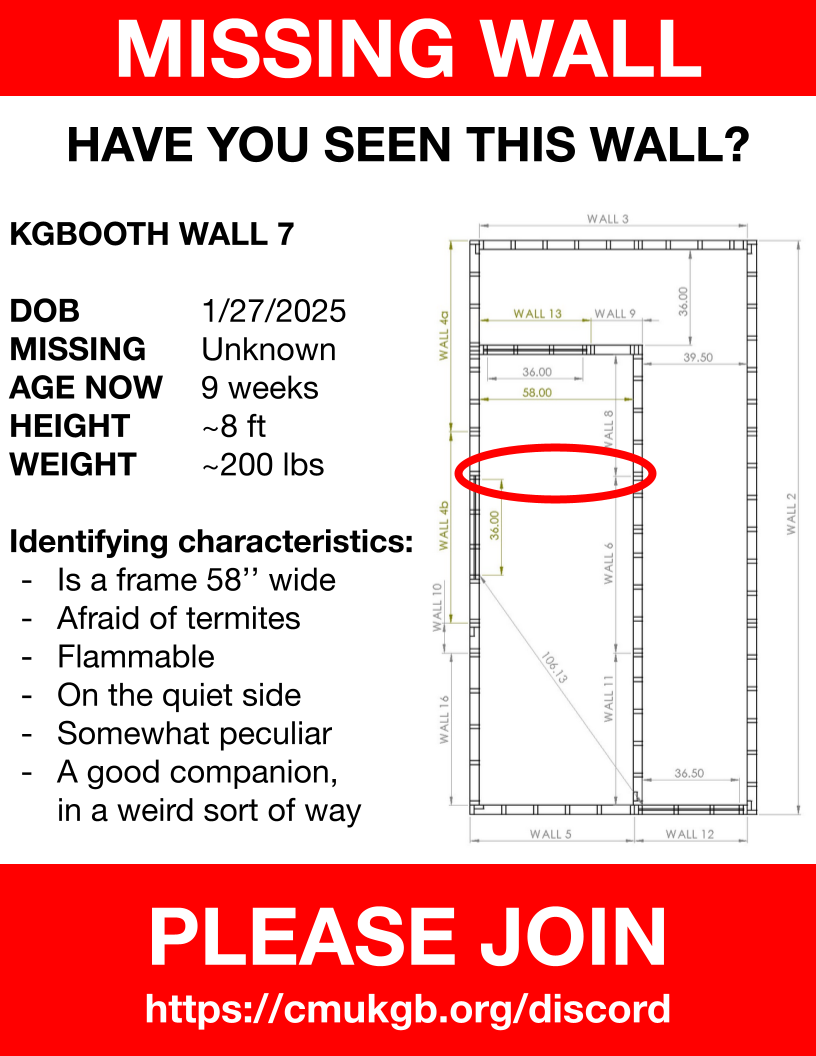 MISSING WALL
HAVE YOU SEEN THIS WALL?
KGBOOTH WALL 7
DOB 1/27/2025
MISSING Unknown
AGE NOW 9 weeks
HEIGHT ~8 ft
WEIGHT ~200 lbs
Identifying characteristics:
- Is a frame 58’’ wide
- Afraid of termites
- Flammable
- On the quiet side
- Somewhat peculiar
- A good companion,
in a weird sort of way
WALL 3
WALL 4a
WALL 13
WALL 9
36.00
39.50
36.00
58.00
WALL 8
WALL 2
WALL 4b
36.00
WALL 6
WALL 10
106.13
WALL 16
WALL 11
36.50
WALL 5
WALL 12
PLEASE JOIN
https://cmukgb.org/discord